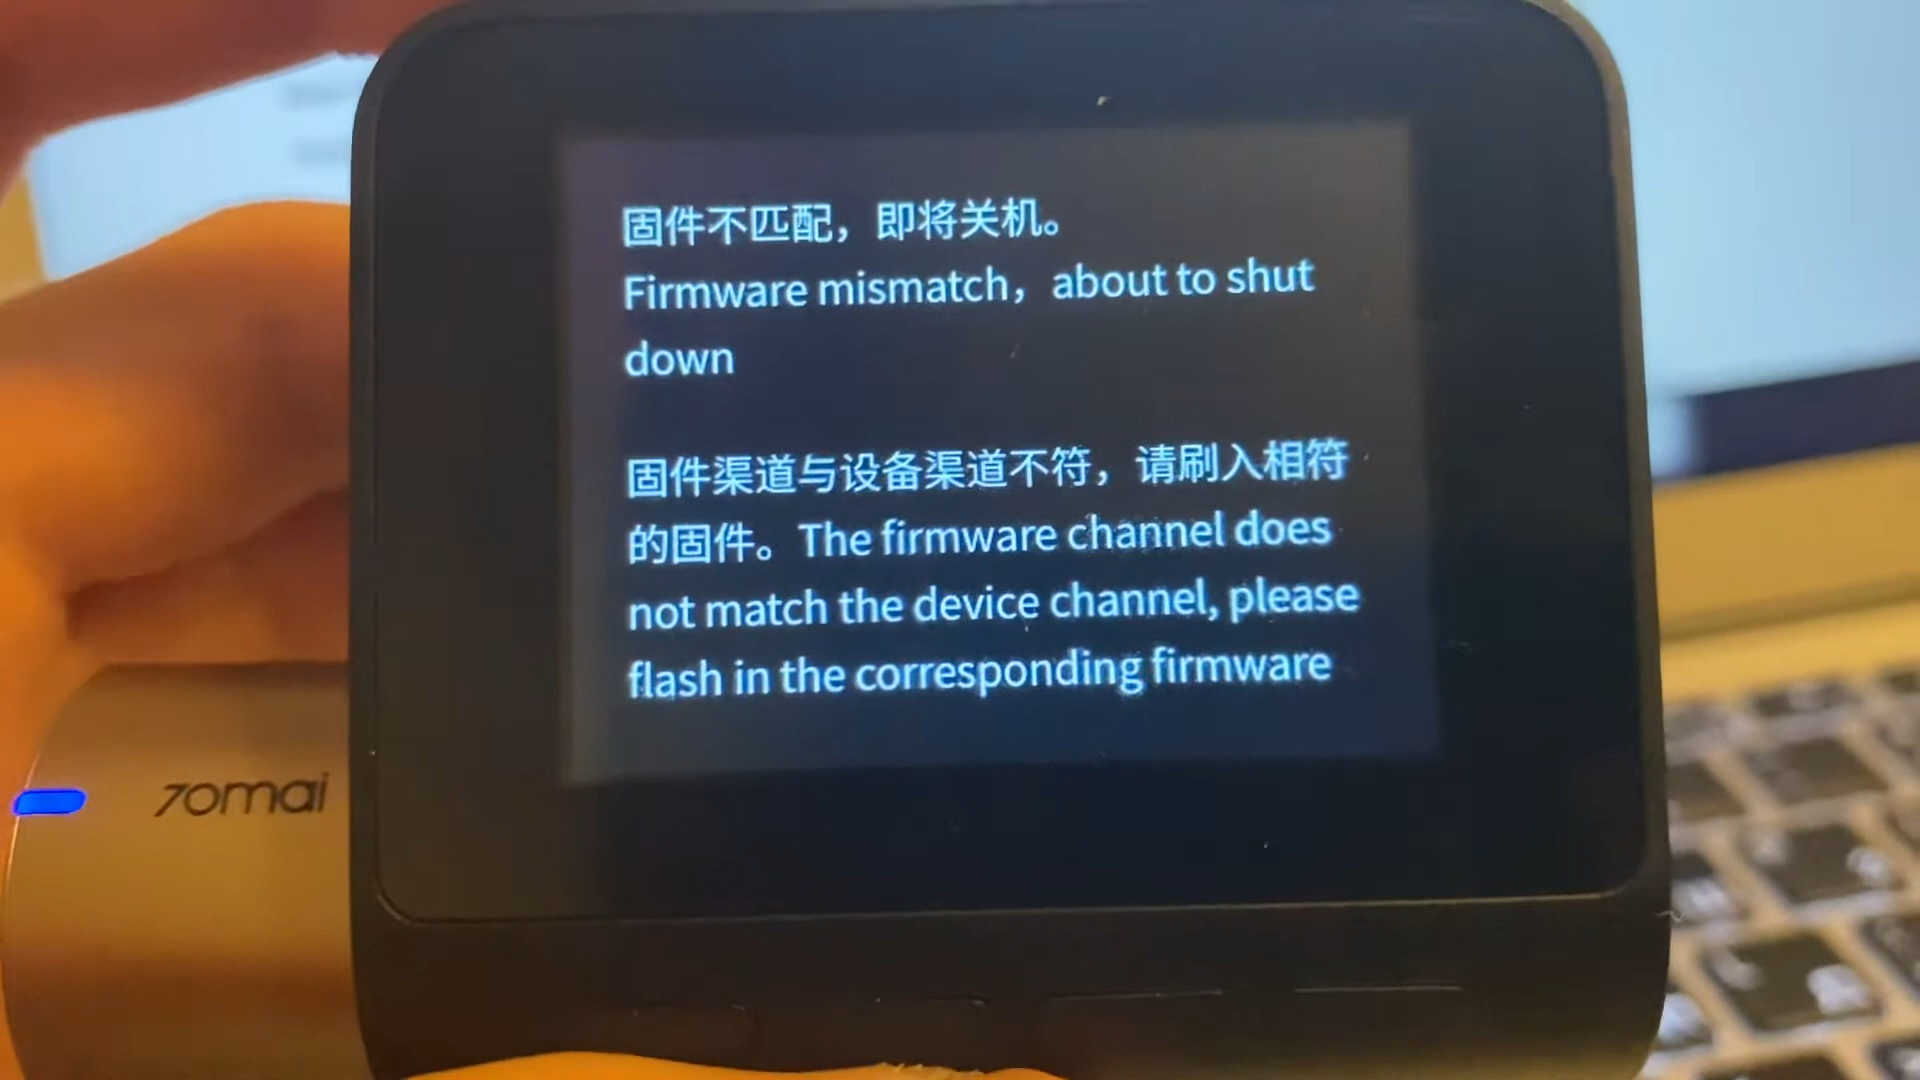 固件不匹配，即将关机。
Firmware mismatch，about to shut
down
固件渠道与设备渠道不符，请刷入相符
的固件。The firmware channel does
not match the device channel, please
flash in the corresponding firmware
70mai